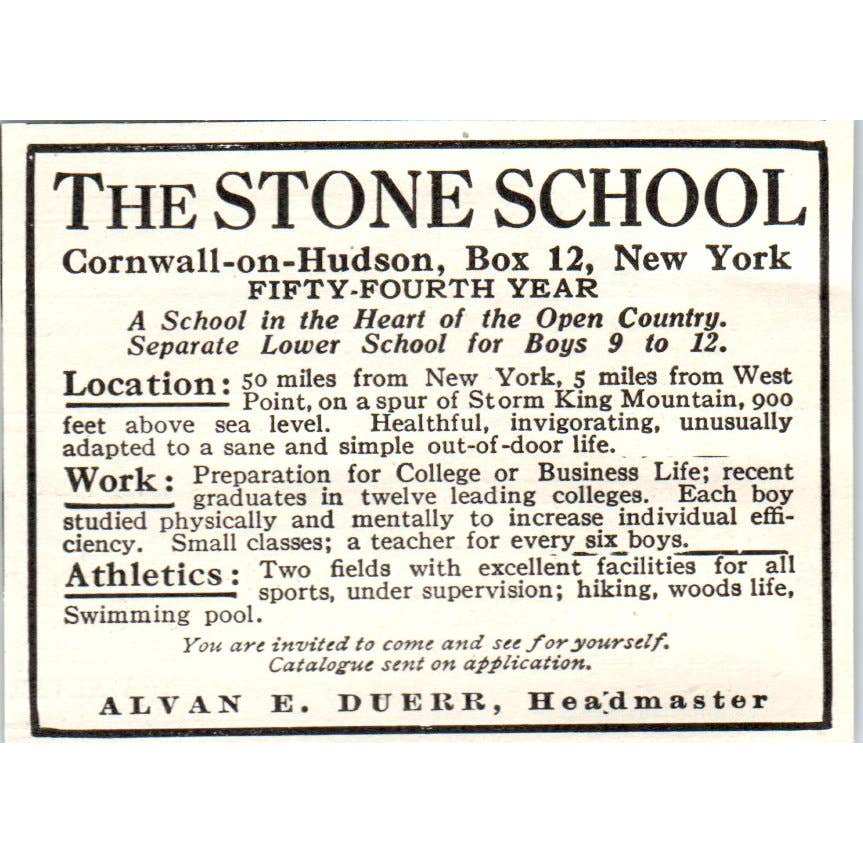 THE STONE SCHOOL
Cornwall-on-Hudson, Box 12, New York
FIFTY-FOURTH YEAR
A School in the Heart of the Open Country.
Separate Lower School for Boys 9 to 12.
Location: 50 miles from New York, 5 miles from West
Point, on a spur of Storm King Mountain, 900
feet above sea level. Healthful, invigorating, unusually
adapted to a sane and simple out-of-door life.
Work: Preparation for College or Business Life; recent
graduates in twelve leading colleges. Each boy
studied physically and mentally to increase individual effi-
ciency. Small classes; a teacher for every six boys.
Athletics: Two fields with excellent facilities for all
sports, under supervision; hiking, woods life,
Swimming pool.
You are invited to come and see for yourself.
Catalogue sent on application.
ALVAN E. DUERR, Headmaster